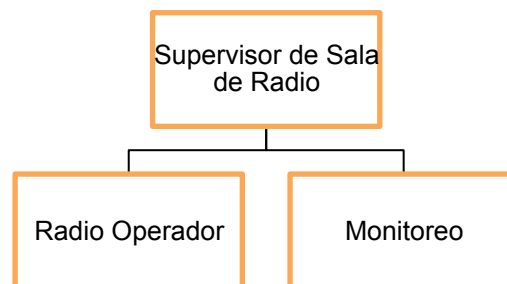 Supervisor de Sala
de Radio
Radio Operador
Monitoreo